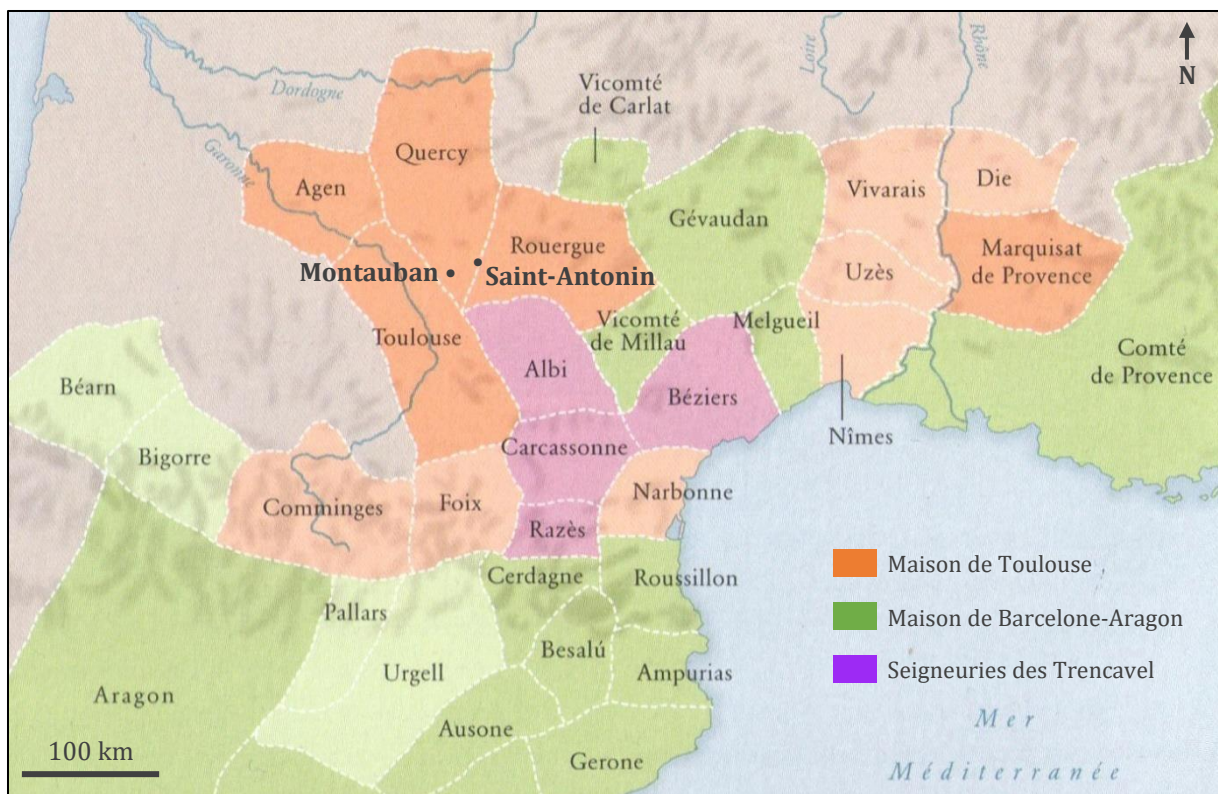 Loire
Rhône
N
Vicomté
de Carlat
Dordogne
Garonne
Quercy
Agen
Gévaudan
Vivarais
Die
Rouergue
Marquisat
de Provence
Montauban
Saint-Antonin
Uzès
Toulouse
Vicomté
de Millau
Melgueil
Comté
de Provence
Albi
Béziers
Béarn
Nîmes
Bigorre
Carcassonne
Comminges
Foix
Narbonne
Razès
Cerdagne
Roussillon
Maison de Toulouse
Pallars
Maison de Barcelone-Aragon
Besalú
Urgell
Ampurias
Seigneuries des Trencavel
Aragon
Ausone
Gerone
Mer
Méditerranée
100 km